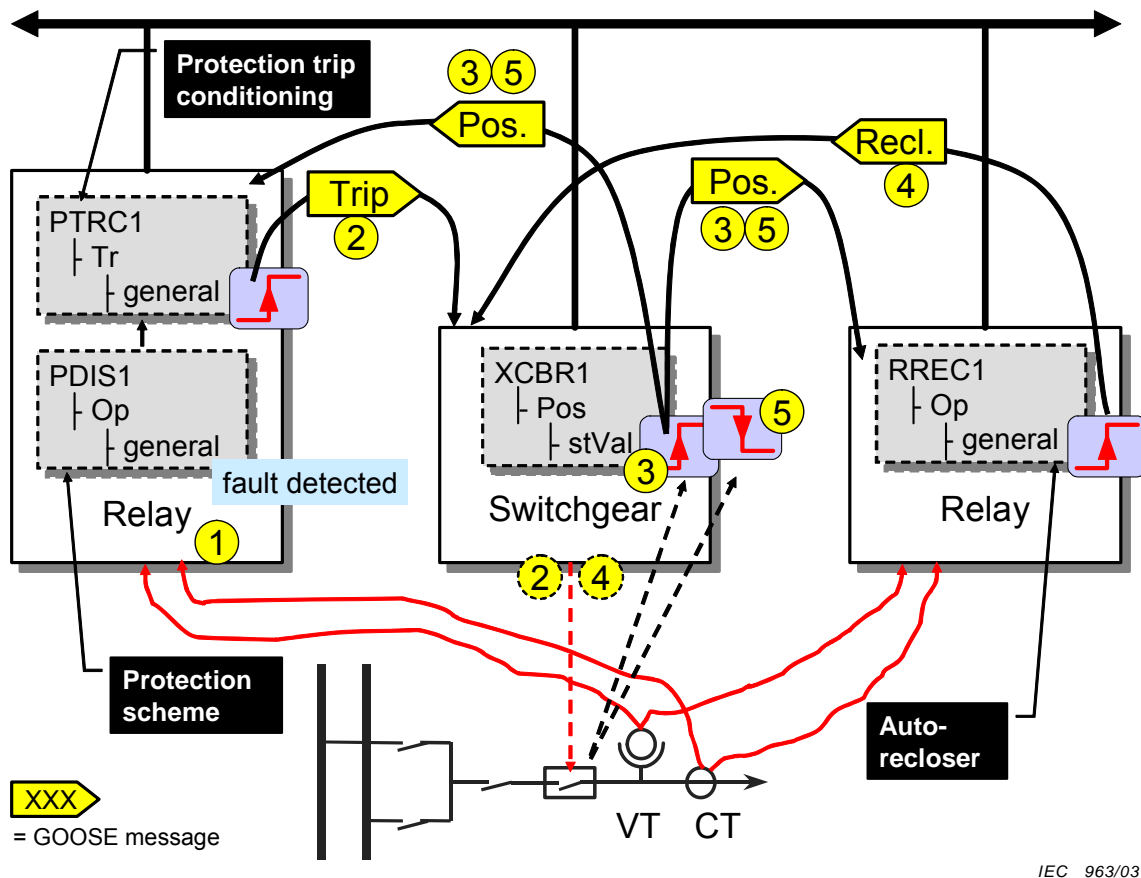 Protection trip
conditioning
3 5
Pos.
Recl.
4
Trip
2
Pos.
3 5
PTRC1
Tr
general
PDIS1
Op
general
fault detected
Relay
1
XCBR1
Pos
stVal
3
5
Switchgear
2 4
RREC1
Op
general
Relay
Protection
scheme
Auto-
recloser
VT CT
XXX
= GOOSE message
IEC 963/03